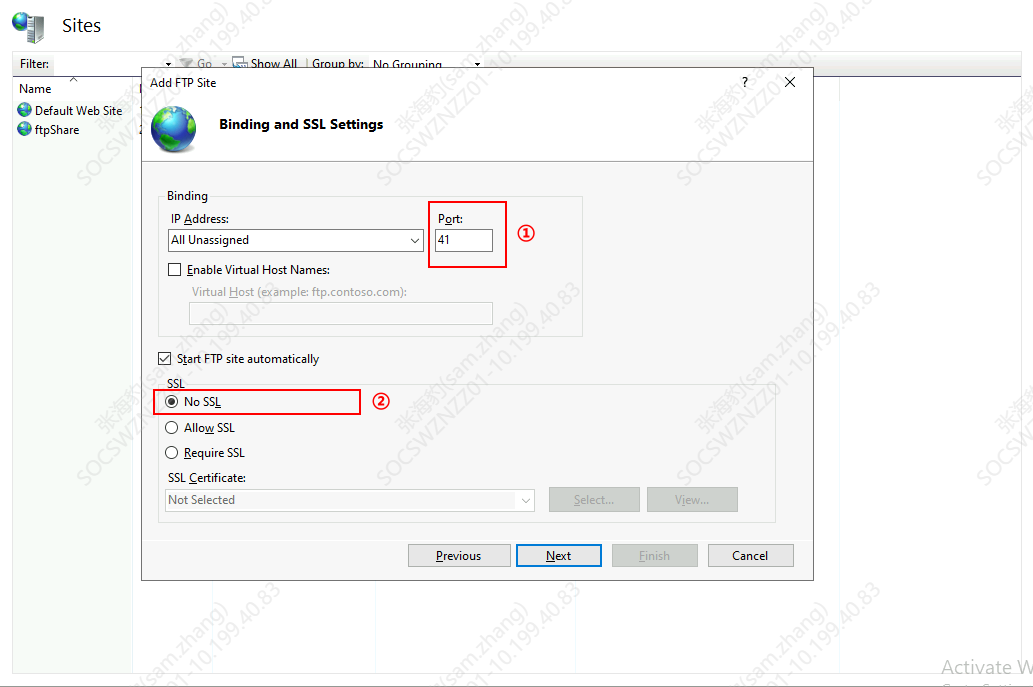 Sites
Filter:
Go
Show All
Group by:
No Grouping
Name
Default Web Site
ftpShare
Add FTP Site
?
Binding and SSL Settings
Binding
IP Address:
Port:
All Unassigned
41
①
Enable Virtual Host Names:
Virtual Host (example: ftp.contoso.com):
Start FTP site automatically
SSL
No SSL
②
Allow SSL
Require SSL
SSL Certificate:
Not Selected
Select...
View...
Previous
Next
Finish
Cancel
张海豹(sam.zhang)
SOCSWZNZZ01-10.199.40.83
Activate W